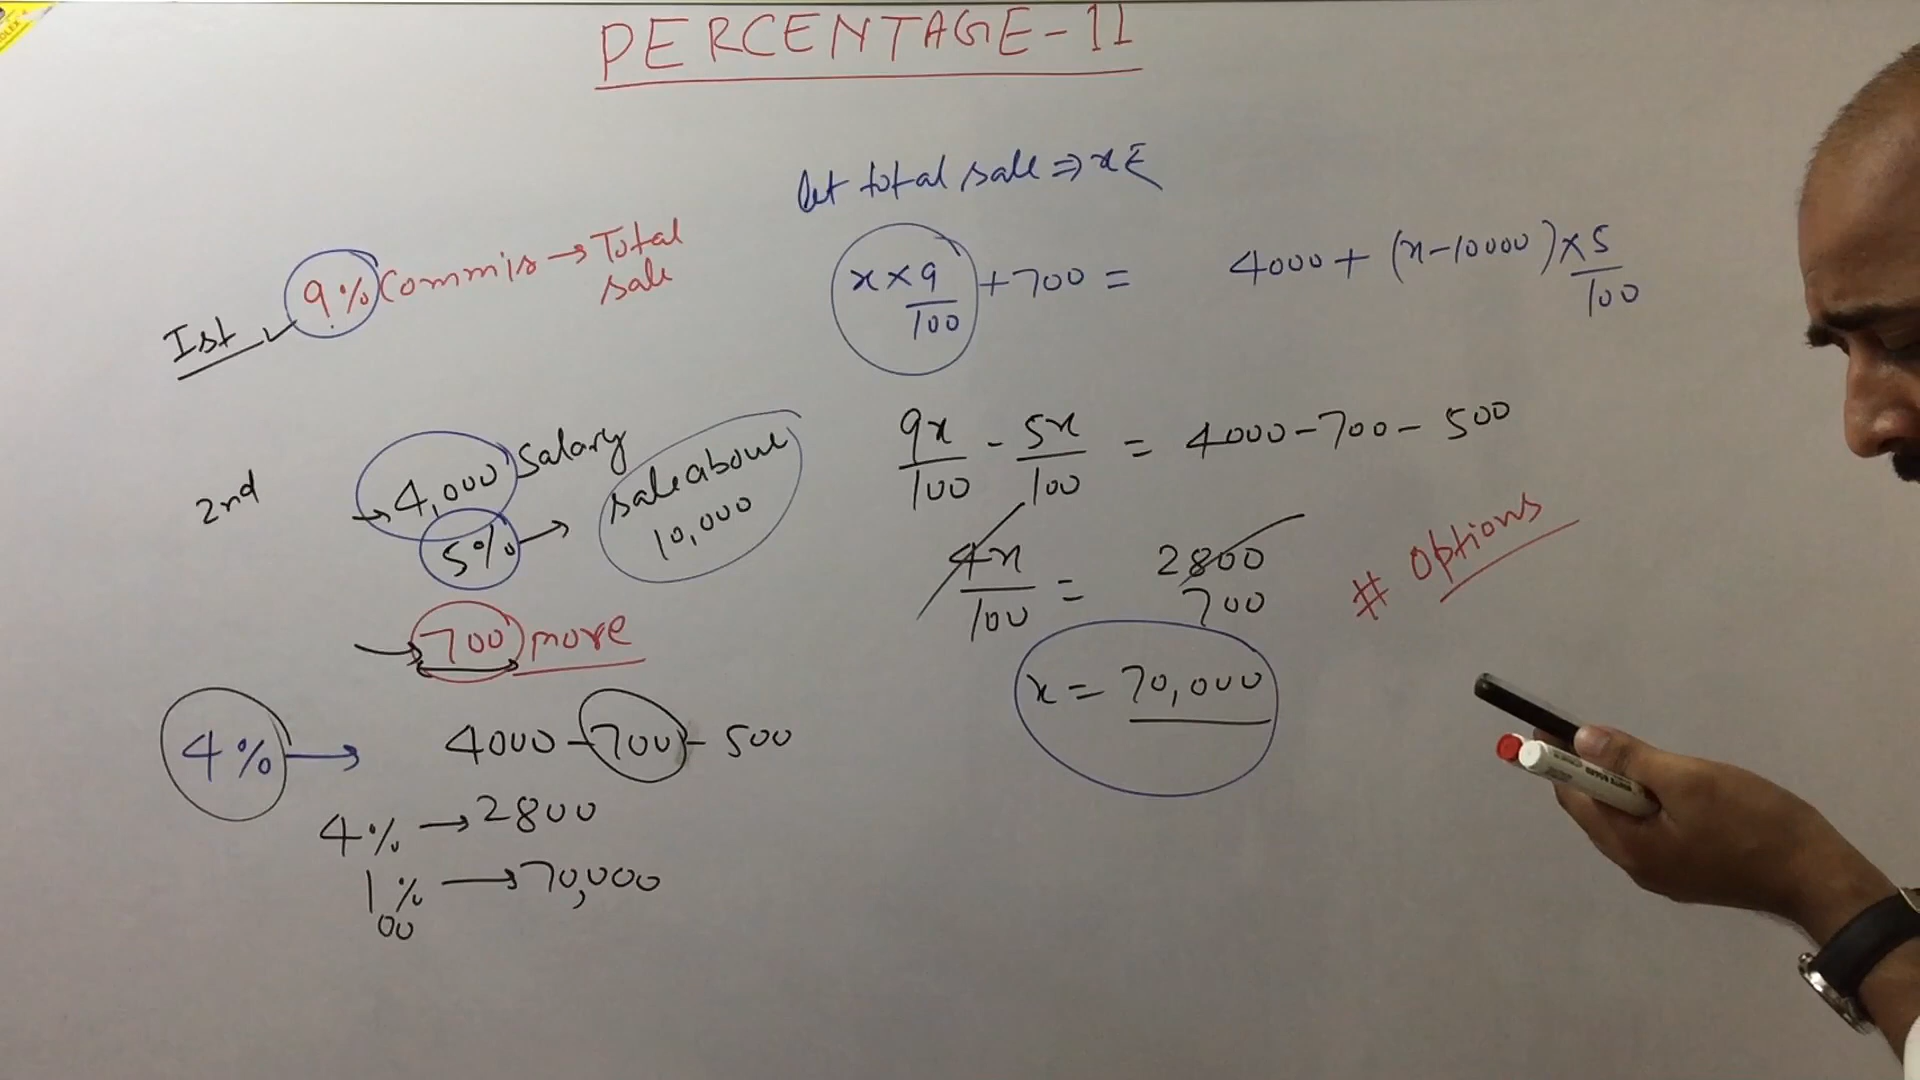 PERCENTAGE-11
let total sale ⇒ x ₹
9% Commis → Total sale
Ist
x × 9/100 + 700 = 4000 + (x-10000) × 5/100
2nd
→ 4,000 Salary
5% → sale above 10,000
→ 700 more
9x/100 - 5x/100 = 4000-700-500
4x/100 = 2800
700
# Options
x = 70,000
4% → 4000-700-500
4% → 2800
1% → 70,000
00